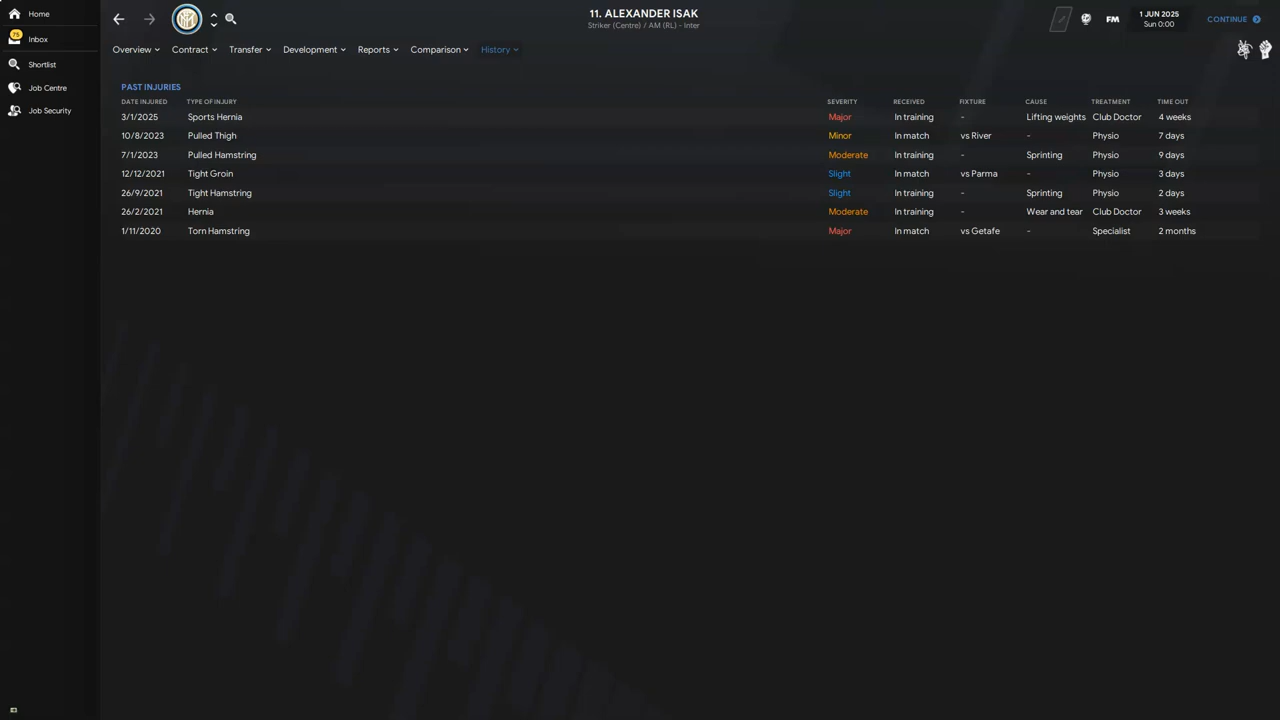 Home
Inbox
75
Shortlist
Job Centre
Job Security
11. ALEXANDER ISAK
Striker (Centre) / AM (RL) - Inter
FM
1 JUN 2025
Sun 0:00
CONTINUE
Overview Contract Transfer Development Reports Comparison History
PAST INJURIES
DATE INJURED TYPE OF INJURY SEVERITY RECEIVED FIXTURE CAUSE TREATMENT TIME OUT
3/1/2025 Sports Hernia Major In training - Lifting weights Club Doctor 4 weeks
10/8/2023 Pulled Thigh Minor In match vs River - Physio 7 days
7/1/2023 Pulled Hamstring Moderate In training - Sprinting Physio 9 days
12/12/2021 Tight Groin Slight In match vs Parma - Physio 3 days
26/9/2021 Tight Hamstring Slight In training - Sprinting Physio 2 days
26/2/2021 Hernia Moderate In training - Wear and tear Club Doctor 3 weeks
1/11/2020 Torn Hamstring Major In match vs Getafe - Specialist 2 months